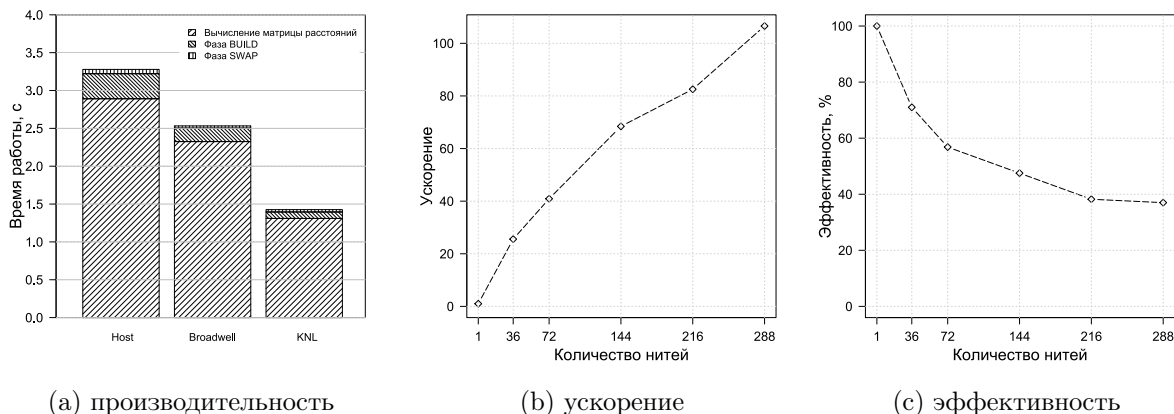 4.0
3.5
3.0
2.5
2.0
1.5
1.0
0.5
0.0
Время работы, с
Вычисление матрицы расстояний
Фаза BUILD
Фаза SWAP
Host Broadwell KNL
(a) производительность
100
80
60
40
20
0
Ускорение
1 36 72 144 216 288
Количество нитей
(b) ускорение
100
80
60
40
20
0
Эффективность, %
1 36 72 144 216 288
Количество нитей
(c) эффективность